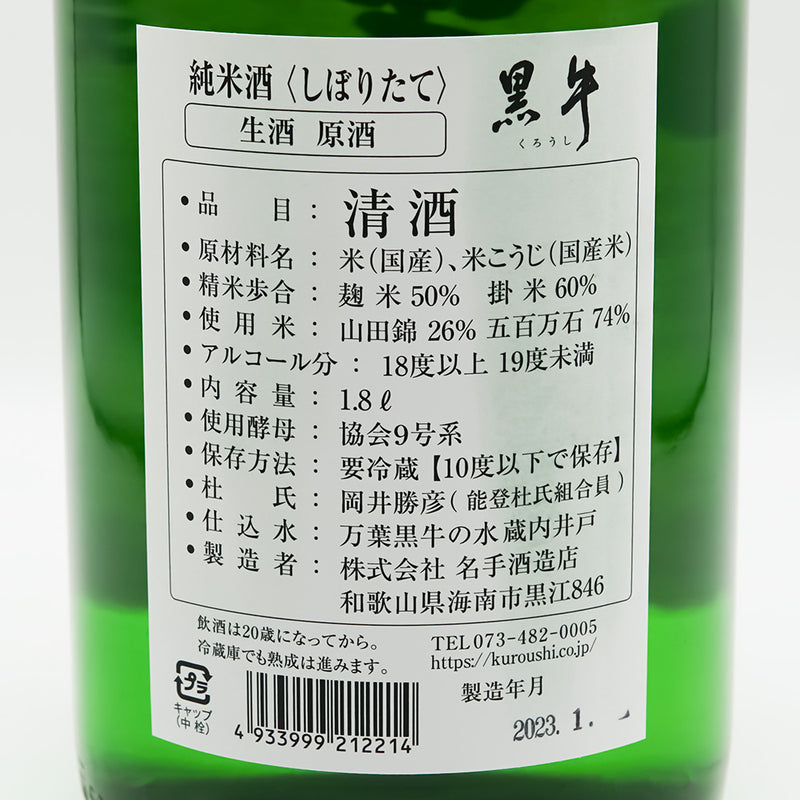 純米酒〈しぼりたて〉
黒牛
くろうし
生酒 原酒
・品目：清酒
・原材料名：米（国産）、米こうじ（国産米）
・精米歩合：麹米 50% 掛米 60%
・使用米：山田錦 26% 五百万石 74%
・アルコール分：18度以上 19度未満
・内容量：1.8ℓ
・使用酵母：協会9号系
・保存方法：要冷蔵【10度以下で保存】
・杜氏：岡井勝彦（能登杜氏組合員）
・仕込水：万葉黒牛の水 蔵内井戸
・製造者：株式会社 名手酒造店
和歌山県海南市黒江846
飲酒は20歳になってから。
冷蔵庫でも熟成は進みます。
TEL073-482-0005
https://kuroushi.co.jp/
プラ
キャップ
（中栓）
4 933999 212214
製造年月
2023. 1.